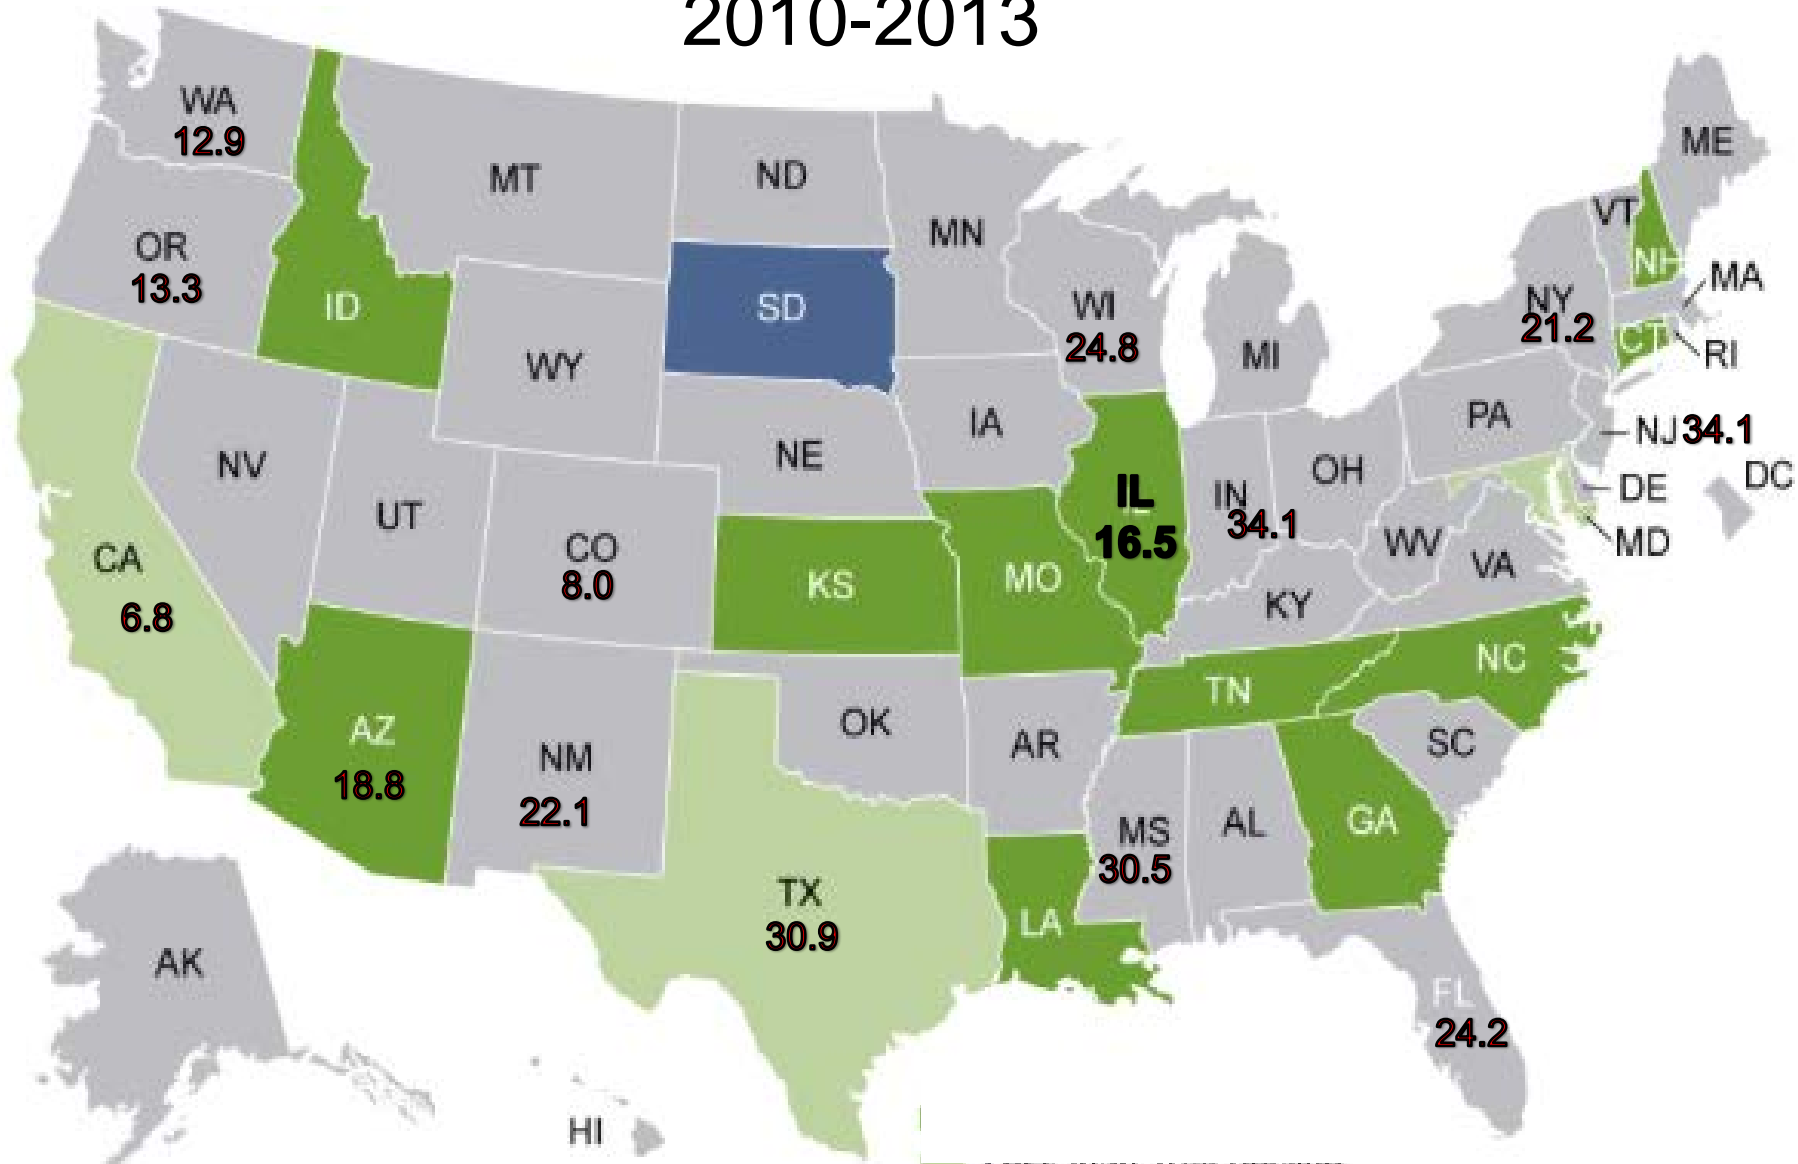 2010-2013
WA
12.9
MT
ND
MN
ME
VT
NH
MA
OR
13.3
ID
SD
WI
24.8
MI
NY
21.2
CT
RI
WY
IA
PA
NJ 34.1
NV
NE
IL
16.5
IN
34.1
OH
DE
DC
MD
UT
CO
8.0
CA
6.8
KS
MO
WV
VA
KY
NC
TN
AZ
18.8
NM
22.1
OK
AR
SC
MS
30.5
AL
GA
TX
30.9
LA
AK
FL
24.2
HI